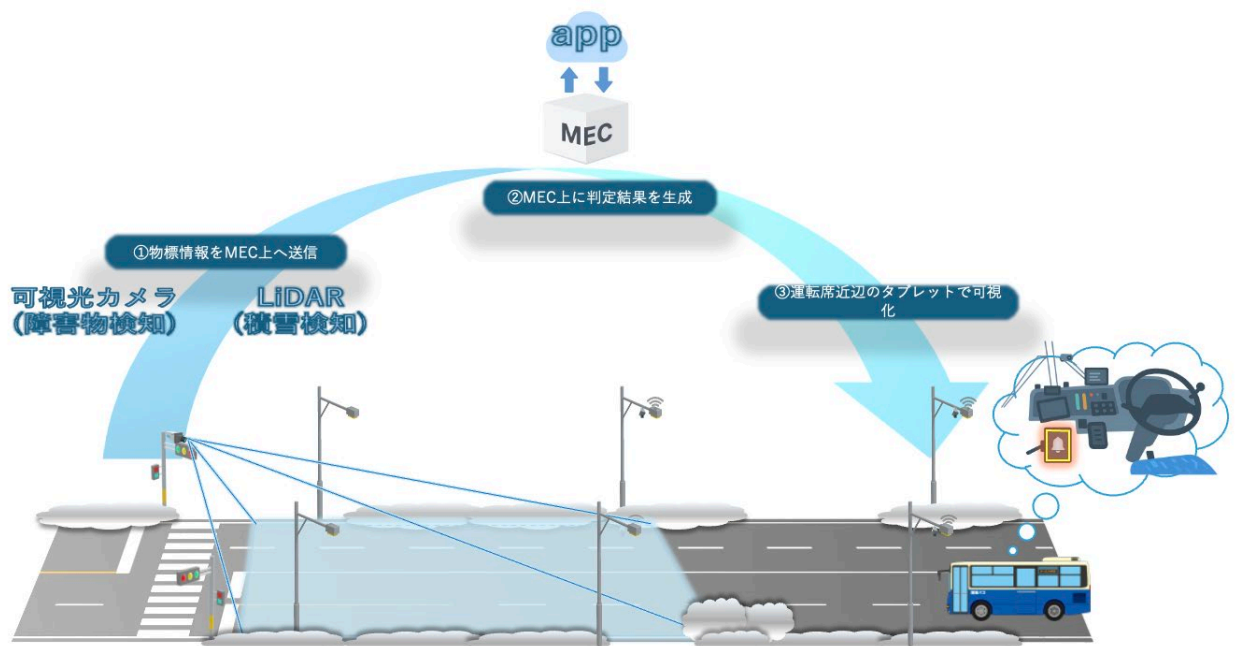 app
MEC
②MEC上に判定結果を生成
①物標情報をMEC上へ送信
可視光カメラ
(障害物検知)
LiDAR
(積雪検知)
③運転席近辺のタブレットで可視
化